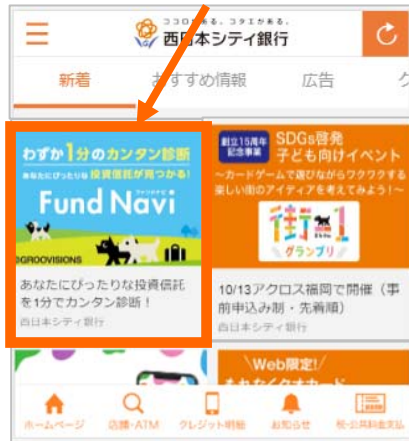 ココロがある。コタエがある。
西日本シティ銀行
新着
おすすめ情報
広告
わずか1分のカンタン診断
あなたにぴったりな投資信託が見つかる!
ファンドナビ
Fund Navi
©GROOVISIONS
あなたにぴったりな投資信託
を1分でカンタン診断!
西日本シティ銀行
創立15周年
記念事業
SDGs啓発
子ども向けイベント
～カードゲームで遊びながらワクワクする
楽しい街のアイディアを考えてみよう!～
街-1
グランプリ
10/13アクロス福岡で開催（事
前申込み制・先着順）
西日本シティ銀行
Web限定!
もれなくクオカード
ホームページ
店舗・ATM
クレジット明細
お知らせ
税・公共料金支払